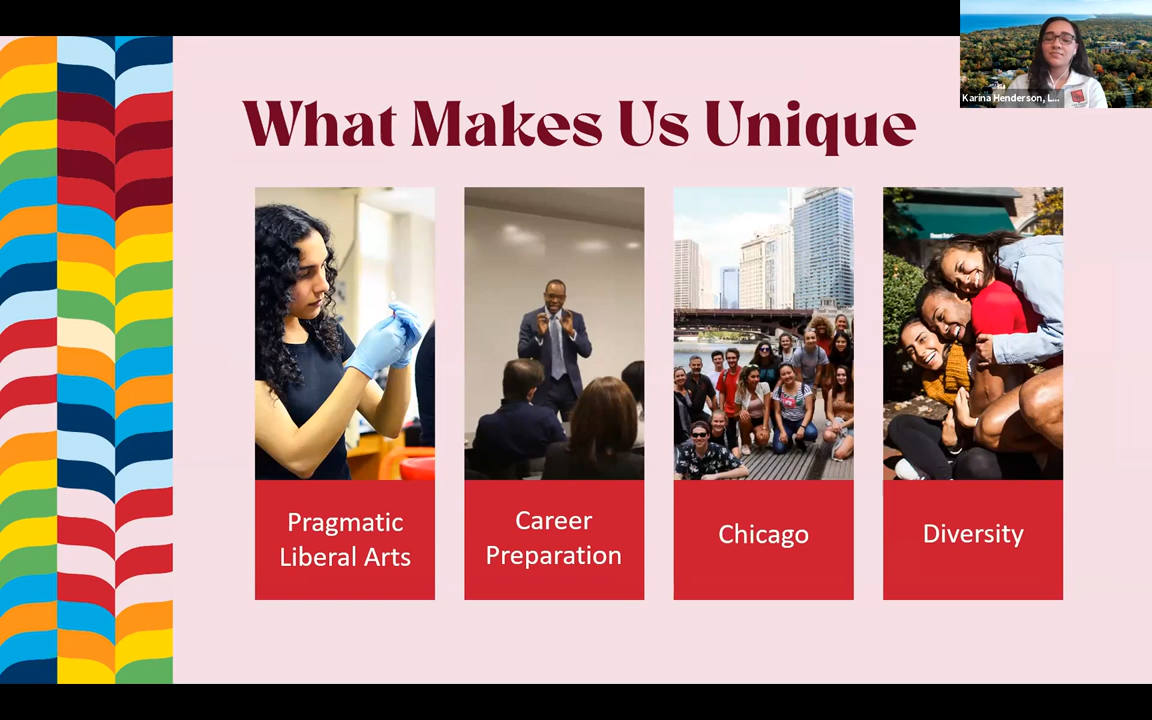 Karina Henderson, L...
What Makes Us Unique
Pragmatic
Liberal Arts
Career
Preparation
Chicago
Diversity